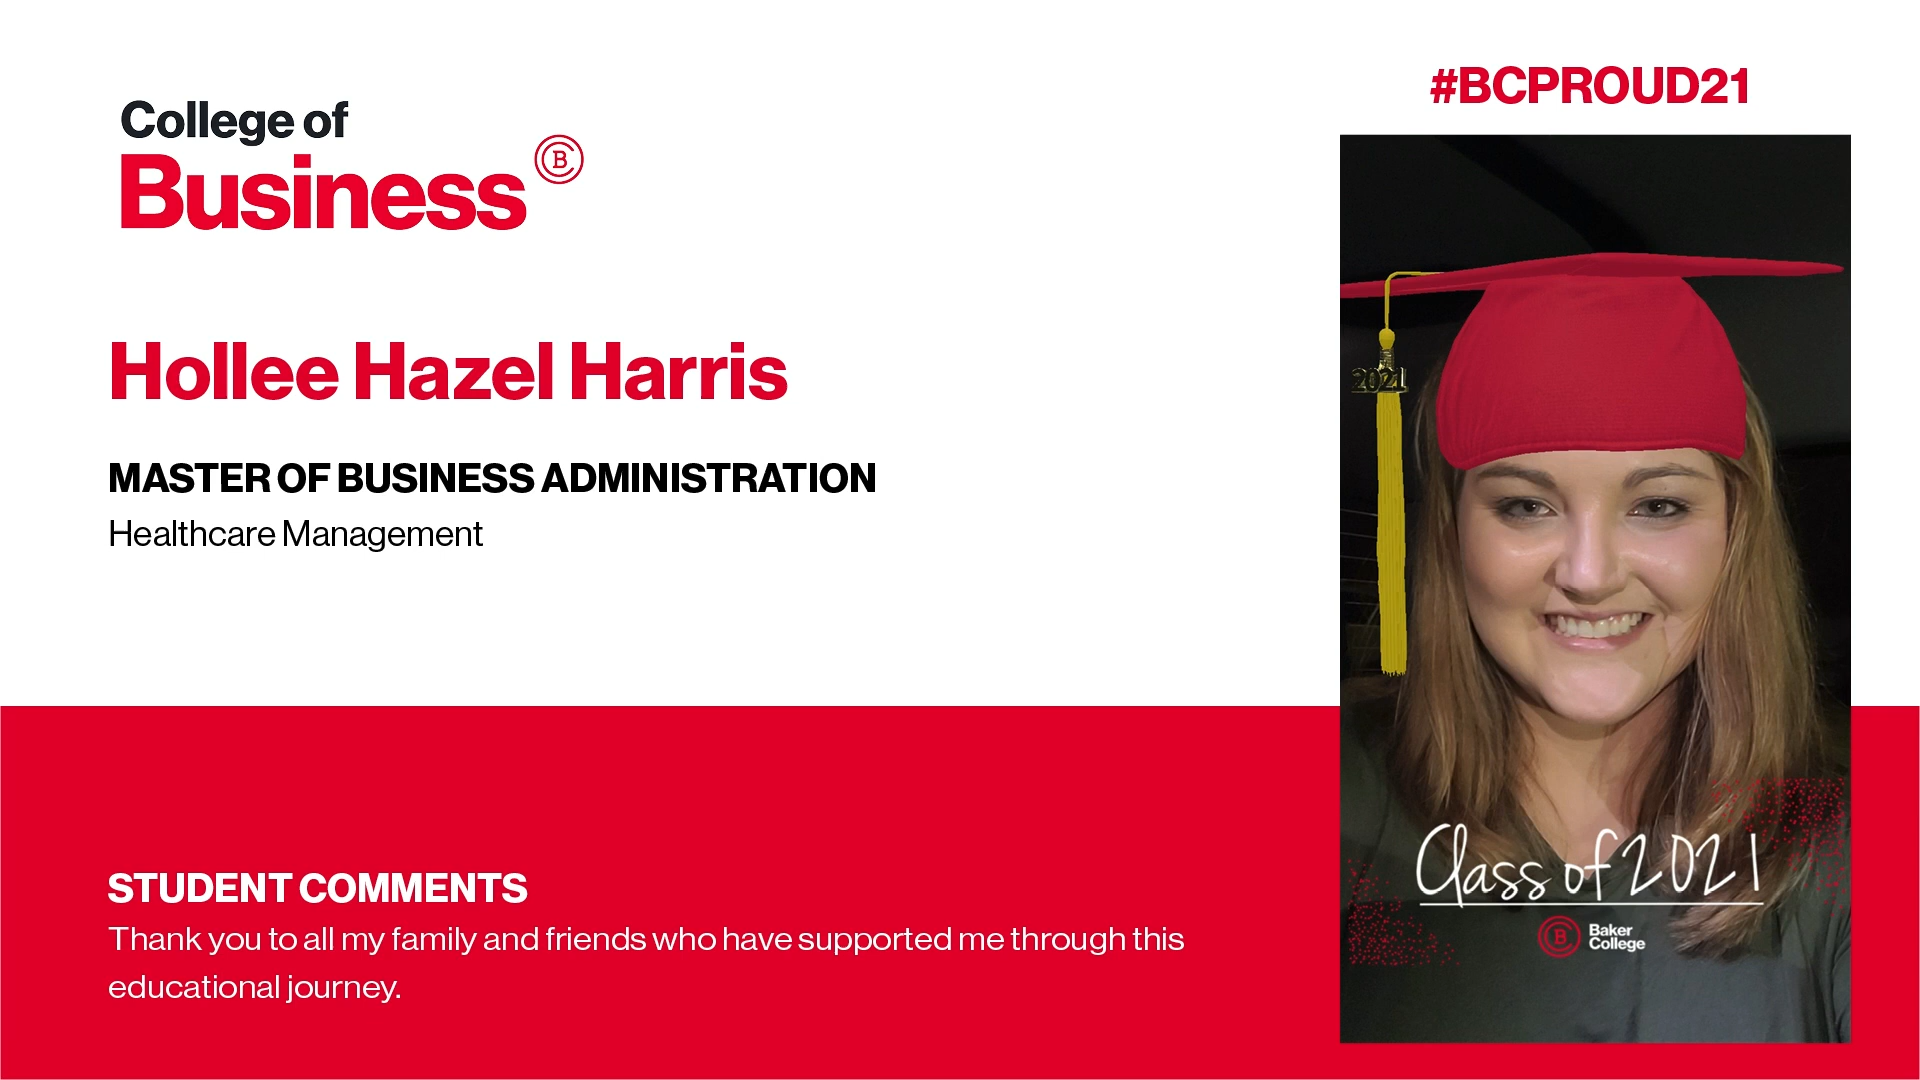 #BCPROUD21
College of
Business
B
Hollee Hazel Harris
MASTER OF BUSINESS ADMINISTRATION
Healthcare Management
STUDENT COMMENTS
Thank you to all my family and friends who have supported me through this
educational journey.
2021
Class of 2021
B
Baker
College